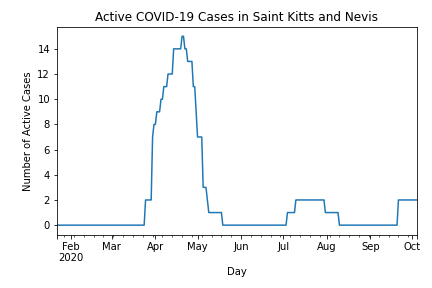 Active COVID-19 Cases in Saint Kitts and Nevis
14
12
10
8
6
4
2
0
Number of Active Cases
Feb Mar Apr May Jun Jul Aug Sep Oct
2020
Day